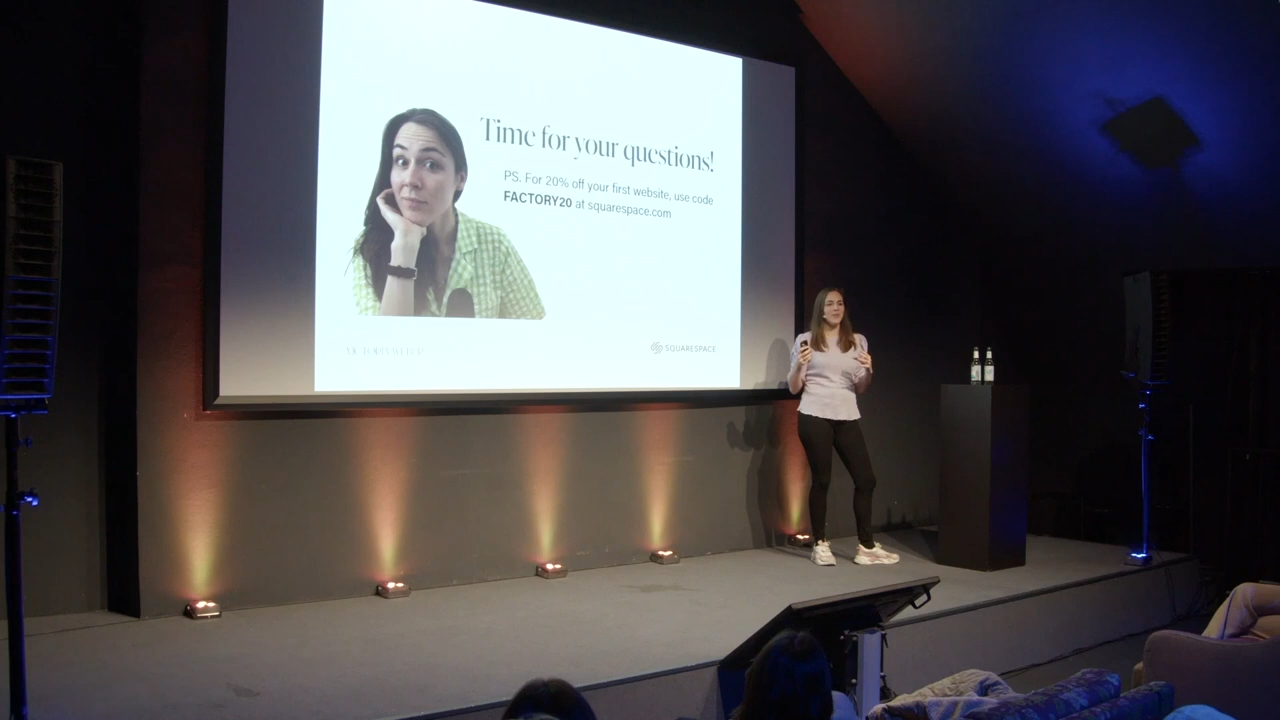 Time for your questions!
PS. For 20% off your first website, use code
FACTORY20 at squarespace.com
SQUARESPACE